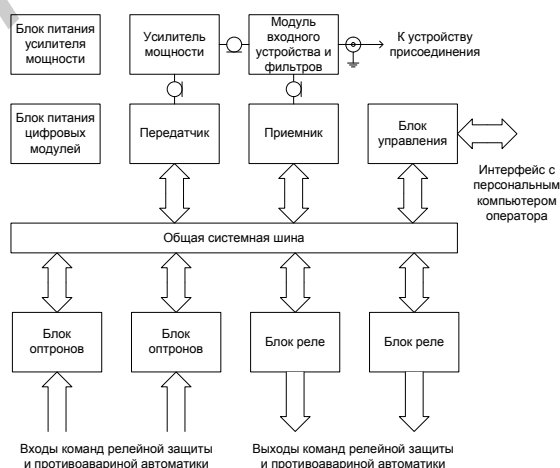 Блок питания
усилителя
мощности
Усилитель
мощности
Модуль
входного
устройства и
фильтров
К устройству
присоединения
Блок питания
цифровых
модулей
Передатчик
Приемник
Блок
управления
Интерфейс с
персональным
компьютером
оператора
Общая системная шина
Блок
оптронов
Блок
оптронов
Блок реле
Блок реле
Входы команд релейной защиты
и противоавариной автоматики
Выходы команд релейной защиты
и противоавариной автоматики